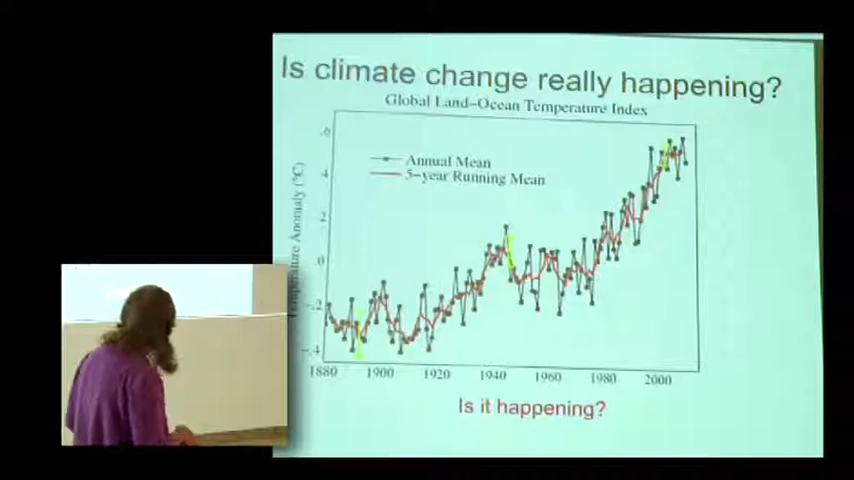 Is climate change really happening?
Global Land-Ocean Temperature Index
.6
.4
.2
.0
-.2
-.4
Temperature Anomaly (°C)
Annual Mean
5-year Running Mean
1880 1900 1920 1940 1960 1980 2000
Is it happening?